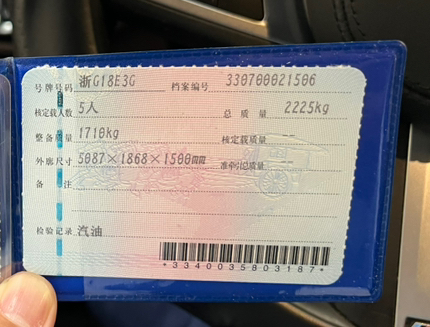 号牌号码 浙G18E3G 档案编号 330700021506
核定载人数 5人 总质量 2225kg
整备质量 1710kg 核定载质量 --
外廓尺寸 5087×1868×1500mm 准牵引总质量 --
备注
检验记录 汽油
*3340035803187*